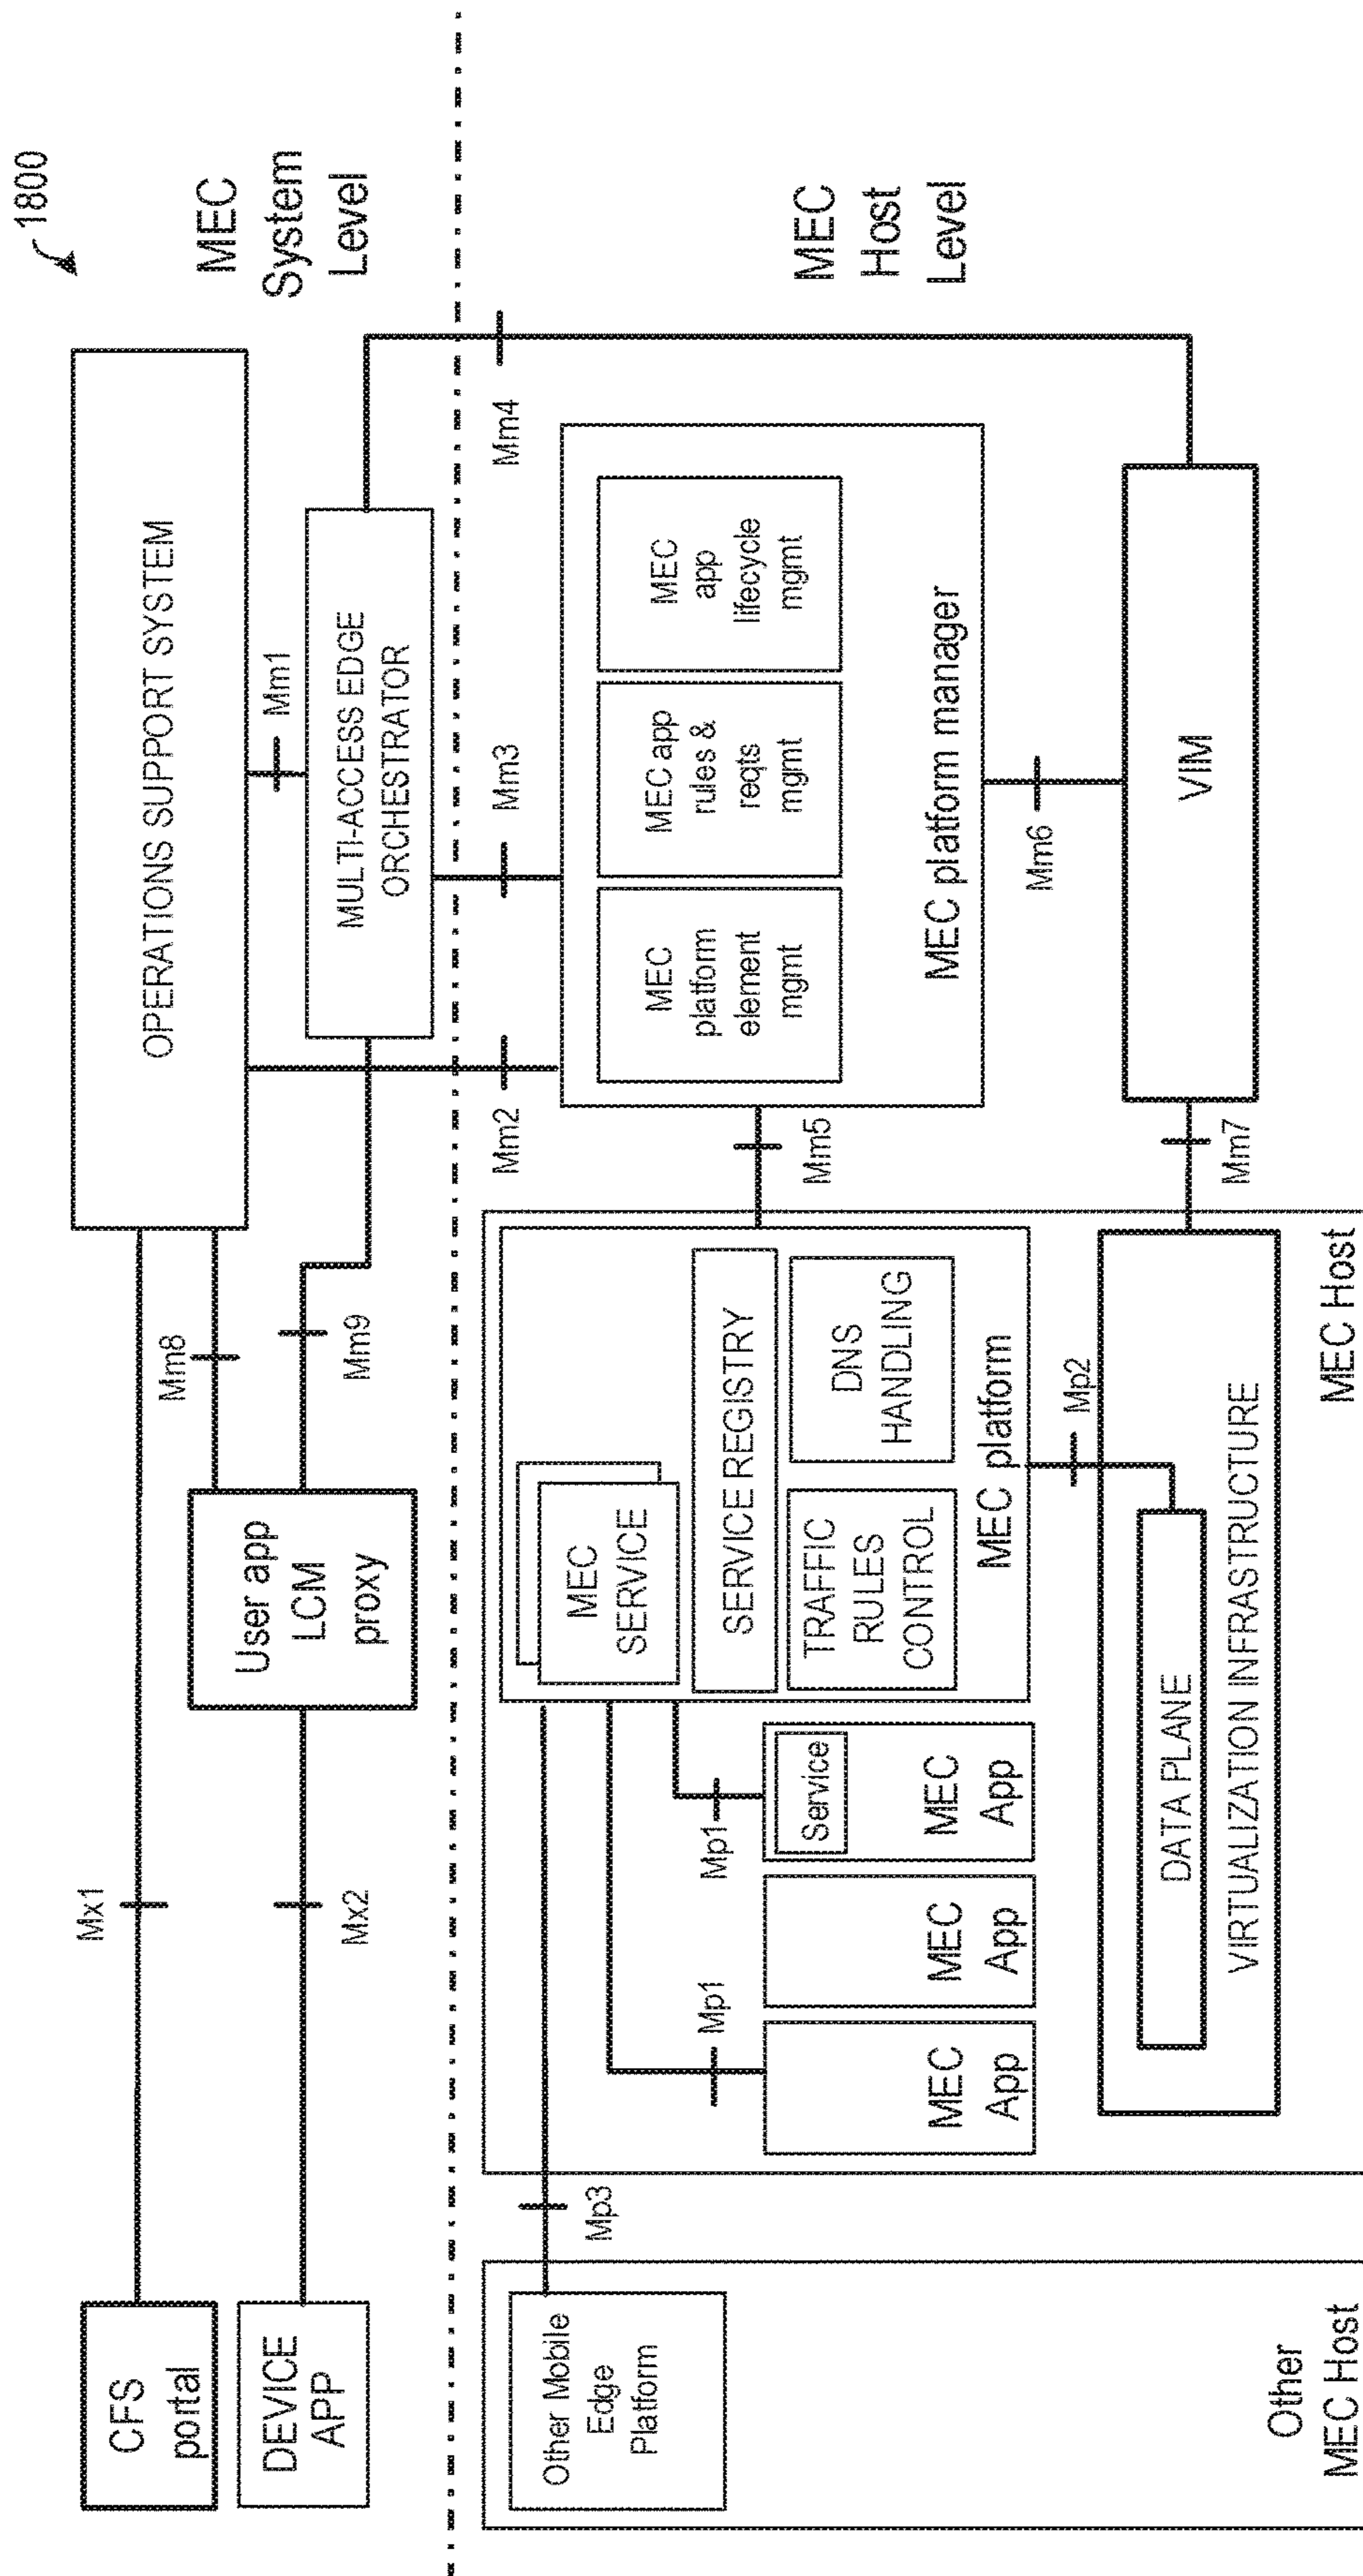 1800
MEC
System
Level
CFS
portal
DEVICE
APP
Mx1
Mx2
User app
LCM
proxy
Mm8
Mm9
OPERATIONS SUPPORT SYSTEM
Mm1
MULTI-ACCESS EDGE
ORCHESTRATOR
Mm2
Mm3
Mm4
MEC
Host
Level
Other Mobile
Edge
Platform
Other
MEC Host
Mp3
Mp1
Mp1
MEC
App
MEC
App
Service
MEC
App
MEC
SERVICE
SERVICE REGISTRY
TRAFFIC
RULES
CONTROL
DNS
HANDLING
MEC platform
Mp2
DATA PLANE
VIRTUALIZATION INFRASTRUCTURE
MEC Host
Mm5
MEC
platform
element
mgmt
MEC app
rules &
reqts
mgmt
MEC
app
lifecycle
mgmt
MEC platform manager
Mm6
Mm7
VIM